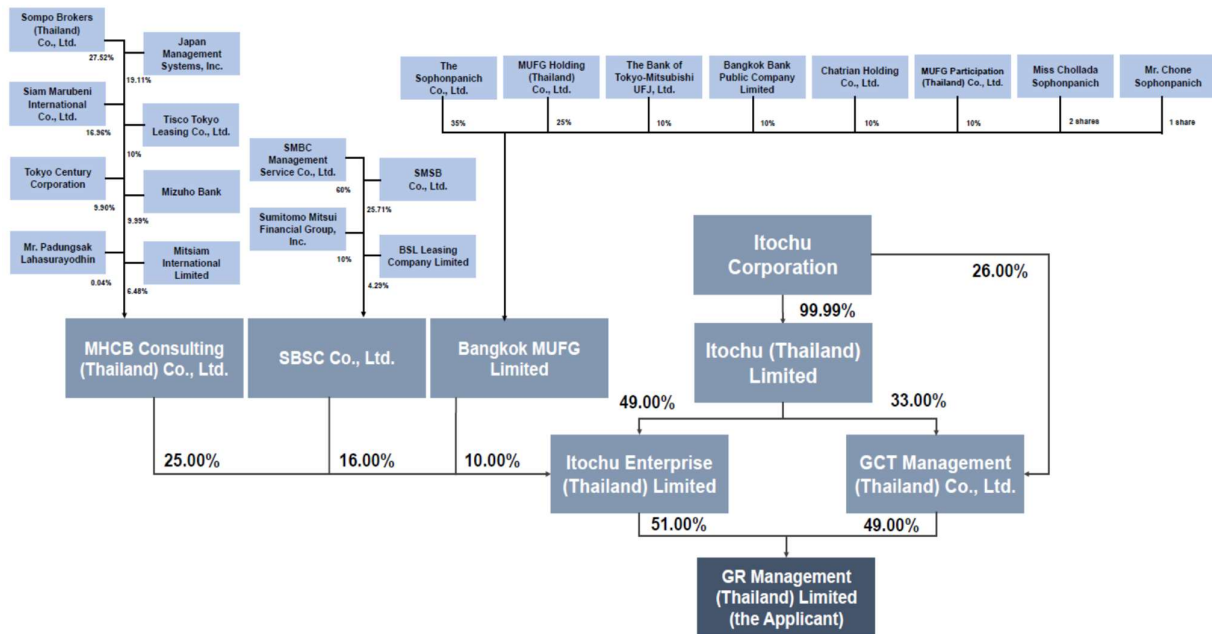 Sompo Brokers
(Thailand)
Co., Ltd.
27.52%
Japan
Management
Systems, Inc.
19.11%
Siam Marubeni
International
Co., Ltd.
16.96%
Tisco Tokyo
Leasing Co., Ltd.
10%
Tokyo Century
Corporation
9.90%
Mizuho Bank
9.99%
Mr. Padungsak
Lahasurayodhin
0.04%
Mitsiam
International
Limited
6.48%
SMBC
Management
Service Co., Ltd.
60%
SMSB
Co., Ltd.
25.71%
Sumitomo Mitsui
Financial Group,
Inc.
10%
BSL Leasing
Company Limited
4.29%
The
Sophonpanich
Co., Ltd.
35%
MUFG Holding
(Thailand)
Co., Ltd.
25%
The Bank of
Tokyo-Mitsubishi
UFJ, Ltd.
10%
Bangkok Bank
Public Company
Limited
10%
Chatrian Holding
Co., Ltd.
10%
MUFG Participation
(Thailand) Co., Ltd.
10%
Miss Chollada
Sophonpanich
2 shares
Mr. Chone
Sophonpanich
1 share
Itochu
Corporation
26.00%
99.99%
MHCB Consulting
(Thailand) Co., Ltd.
SBSC Co., Ltd.
Bangkok MUFG
Limited
Itochu (Thailand)
Limited
49.00%
33.00%
25.00%
16.00%
10.00%
Itochu Enterprise
(Thailand) Limited
GCT Management
(Thailand) Co., Ltd.
51.00%
49.00%
GR Management
(Thailand) Limited
(the Applicant)